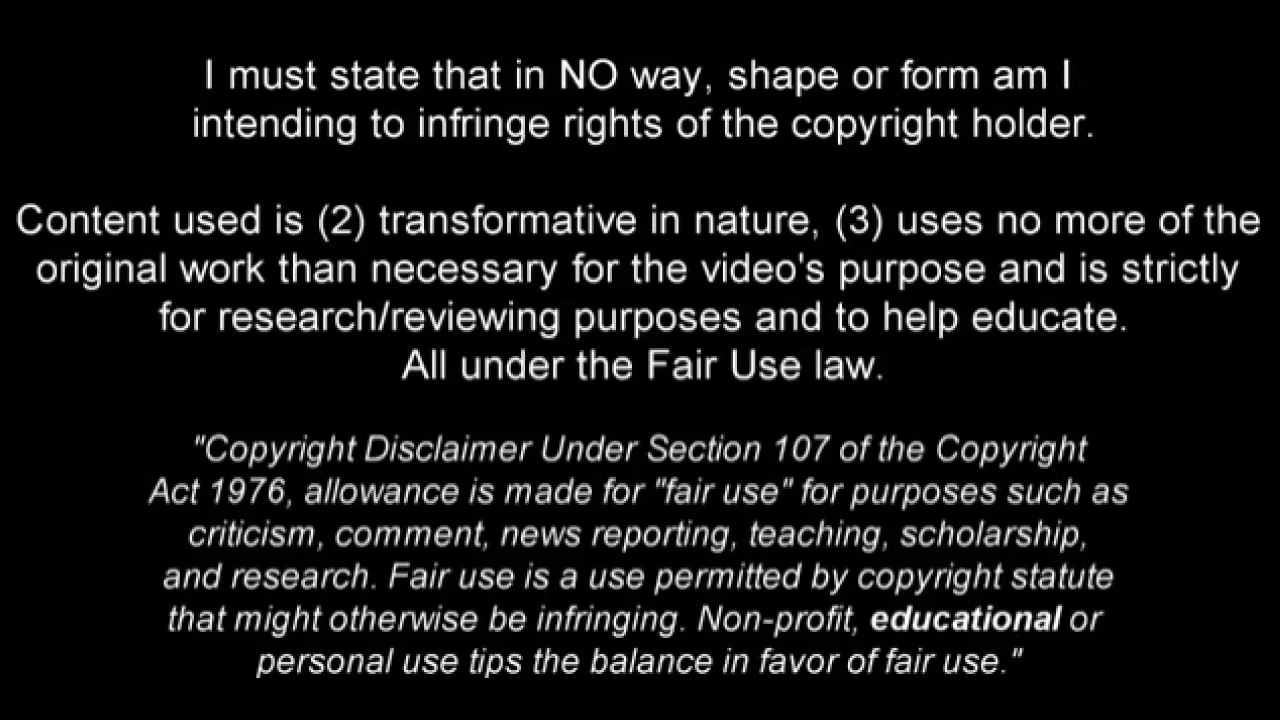 I must state that in NO way, shape or form am I
intending to infringe rights of the copyright holder.
Content used is (2) transformative in nature, (3) uses no more of the
original work than necessary for the video's purpose and is strictly
for research/reviewing purposes and to help educate.
All under the Fair Use law.
"Copyright Disclaimer Under Section 107 of the Copyright
Act 1976, allowance is made for "fair use" for purposes such as
criticism, comment, news reporting, teaching, scholarship,
and research. Fair use is a use permitted by copyright statute
that might otherwise be infringing. Non-profit, educational or
personal use tips the balance in favor of fair use."